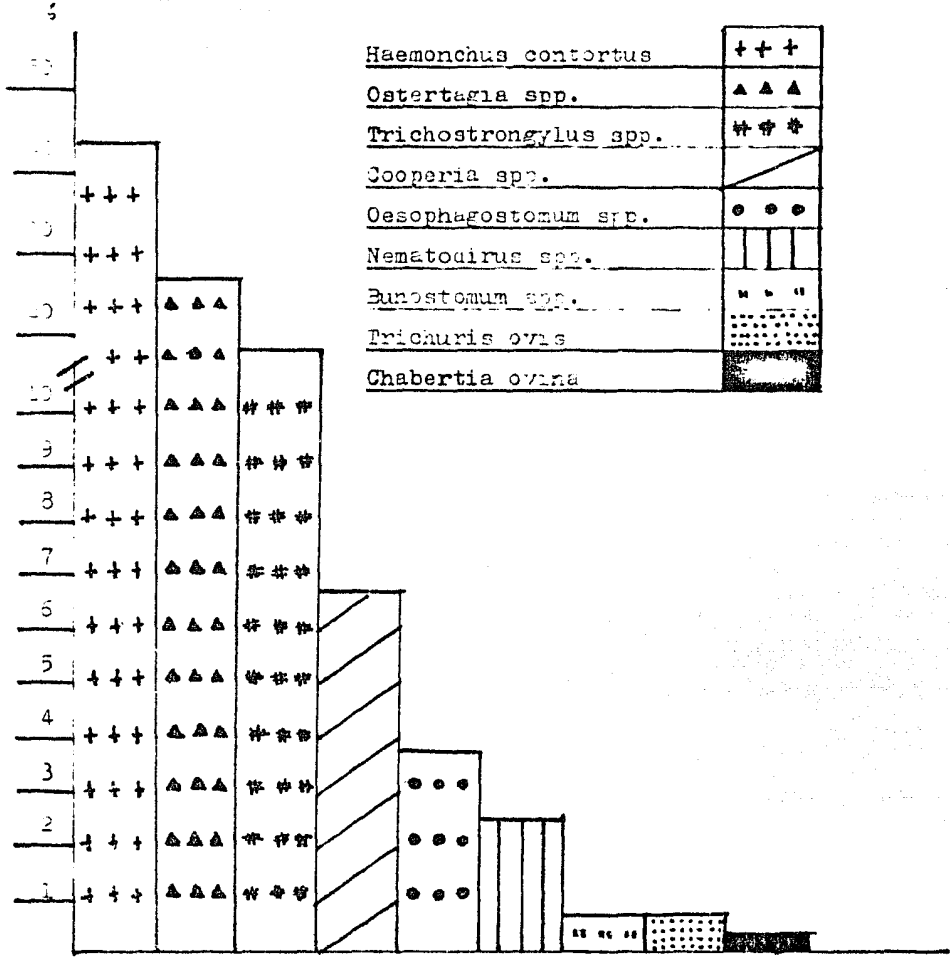 Haemonchus contortus
Ostertagia spp.
Trichostrongylus spp.
Cooperia spp.
Oesophagostomum spp.
Nematodirus spp.
Bunostomum spp.
Trichuris ovis
Chabertia ovina
10
9
8
7
6
5
4
3
2
1